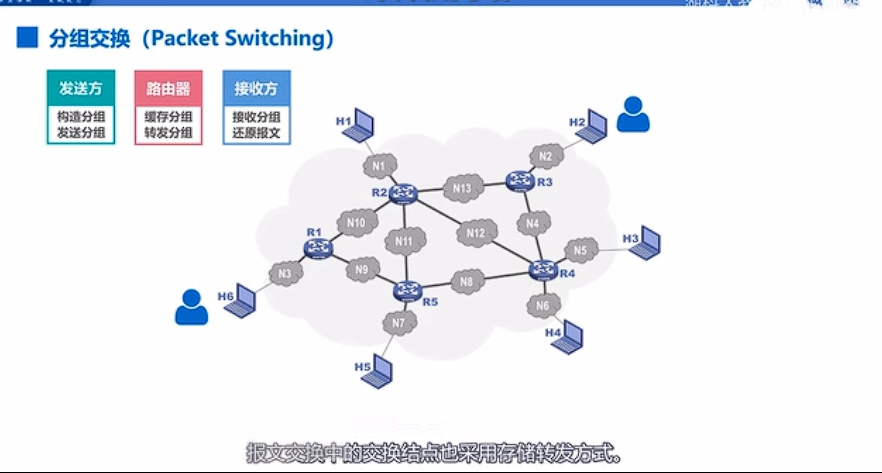 分组交换（Packet Switching）
发送方
构造分组
发送分组
路由器
缓存分组
转发分组
接收方
接收分组
还原报文
H1
H2
N1
N2
R2
N13
R3
N10
N12
N4
R1
N11
H3
N5
N3
N9
R4
H6
N8
R5
N6
N7
H4
H5
报文交换中的交换结点也采用存储转发方式。